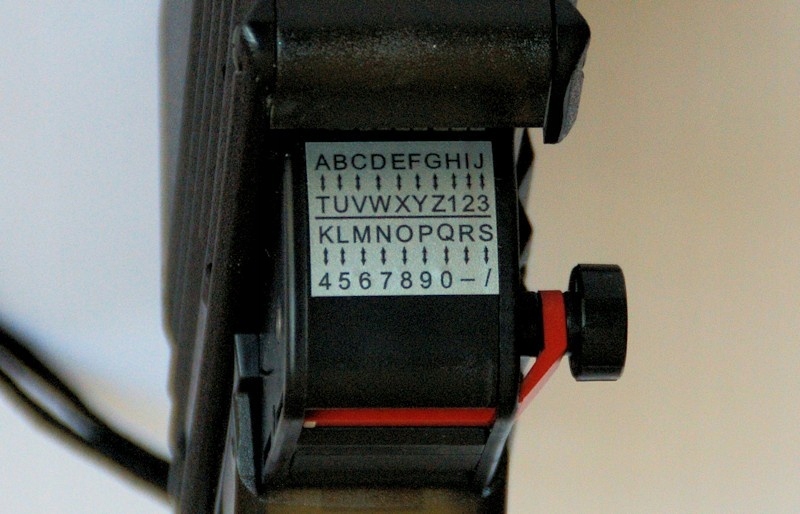 ABCDEFGHIJ
TUVWXYZ123
KLMNOPQRS
4567890–/